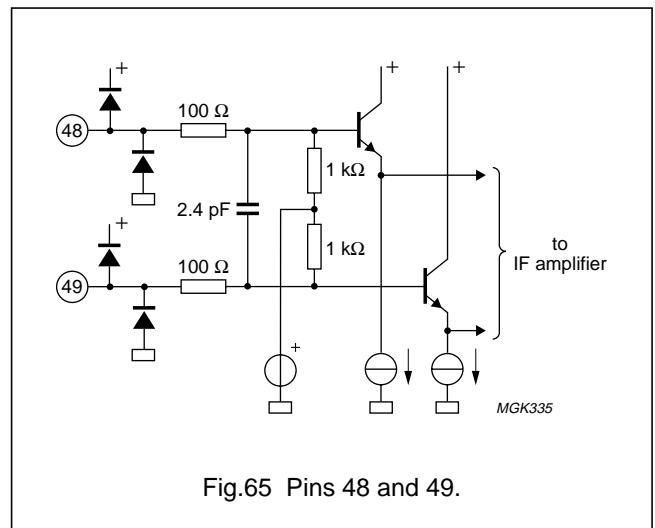 +
+
+
100 Ω
48
1 kΩ
2.4 pF
+
1 kΩ
to
IF amplifier
100 Ω
49
+
MGK335
Fig.65 Pins 48 and 49.